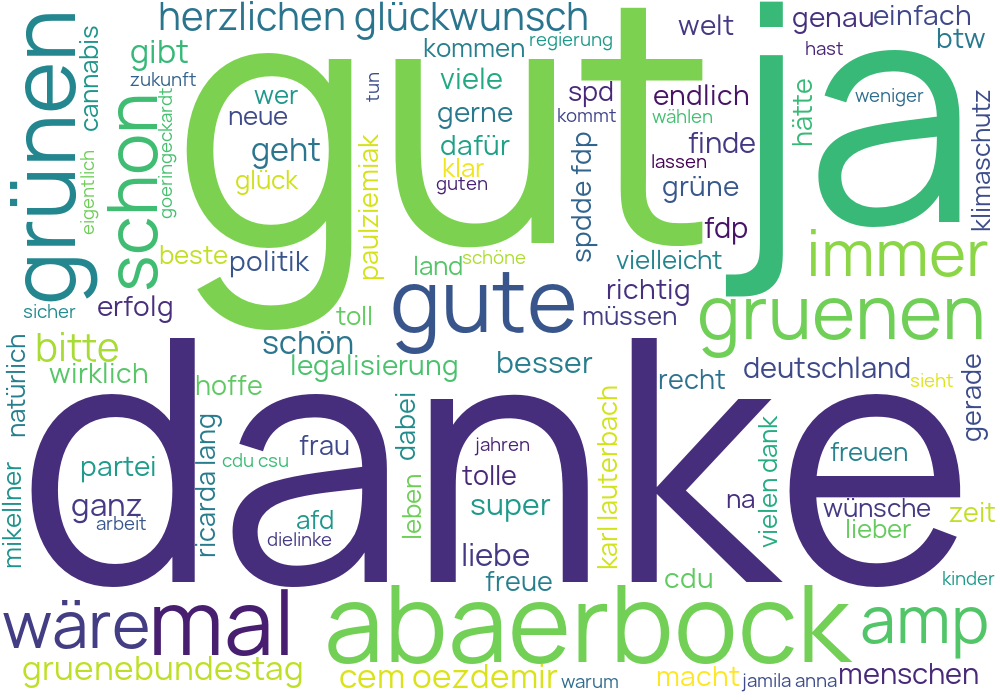 herzlichen glückwunsch
welt
genau
einfach
grünen
cannabis
gibt
kommen
regierung
hast
btw
zukunft
tun
viele
spd
endlich
weniger
schon
wer
gut
ja
neue
gerne
kommt
wählen
hätte
klimaschutz
eigentlich
goeringeckardt
geht
paulziemiak
dafür
spdde fdp
finde
glück
klar
lassen
guten
grüne
fdp
beste
politik
land
schöne
vielleicht
immer
sicher
erfolg
gute
richtig
gruenen
toll
müssen
natürlich
bitte
schön
wirklich
legalisierung
besser
deutschland
hoffe
recht
sieht
gerade
danke
ricarda lang
frau
dabei
jahren
karl lauterbach
vielen dank
freuen
partei
cdu csu
tolle
mikellner
ganz
leben
super
na
wünsche
zeit
arbeit
afd
lieber
dielinke
liebe
freue
cdu
kinder
wäre
mal
abaerbock
amp
gruenebundestag
cem oezdemir
warum
macht
jamila anna
menschen